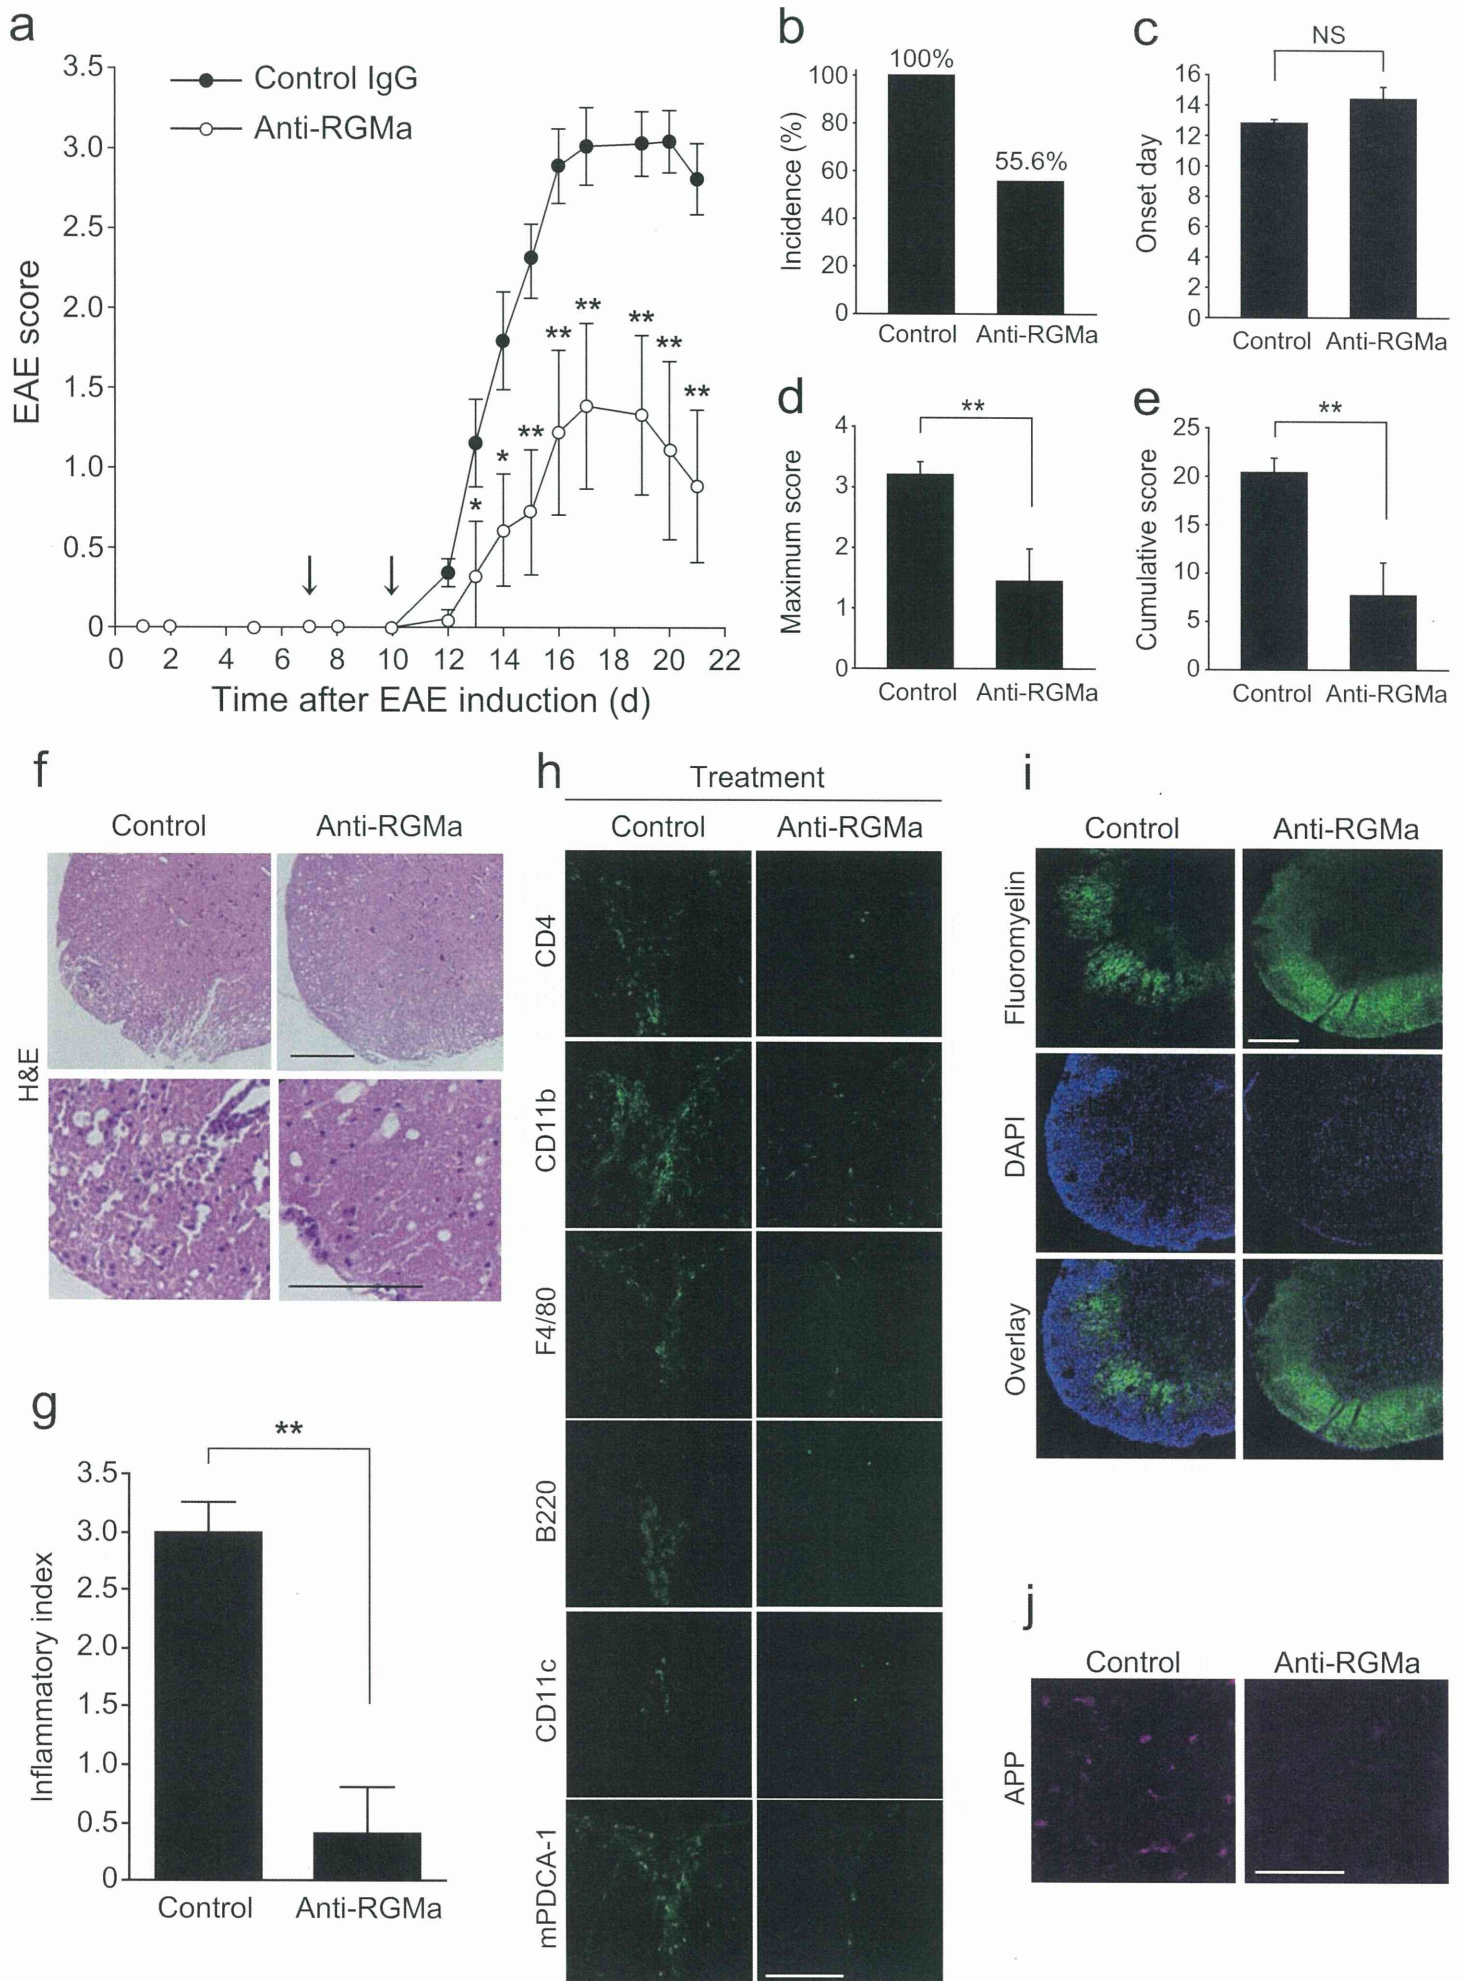 a
3.5
3.0
2.5
2.0
1.5
1.0
0.5
0
EAE score
Control IgG
Anti-RGMa
*
*
**
**
**
**
**
**
0 2 4 6 8 10 12 14 16 18 20 22
Time after EAE induction (d)
b
100%
55.6%
100
80
60
40
20
0
Incidence (%)
Control Anti-RGMa
c
NS
16
14
12
10
8
6
4
2
0
Onset day
Control Anti-RGMa
d
**
4
3
2
1
0
Maximum score
Control Anti-RGMa
e
**
25
20
15
10
5
0
Cumulative score
Control Anti-RGMa
f
Control Anti-RGMa
H&E
g
**
3.5
3.0
2.5
2.0
1.5
1.0
0.5
0
Inflammatory index
Control Anti-RGMa
h
Treatment
Control Anti-RGMa
CD4
CD11b
F4/80
B220
CD11c
mPDCA-1
i
Control Anti-RGMa
Fluoromyelin
DAPI
Overlay
j
Control Anti-RGMa
APP